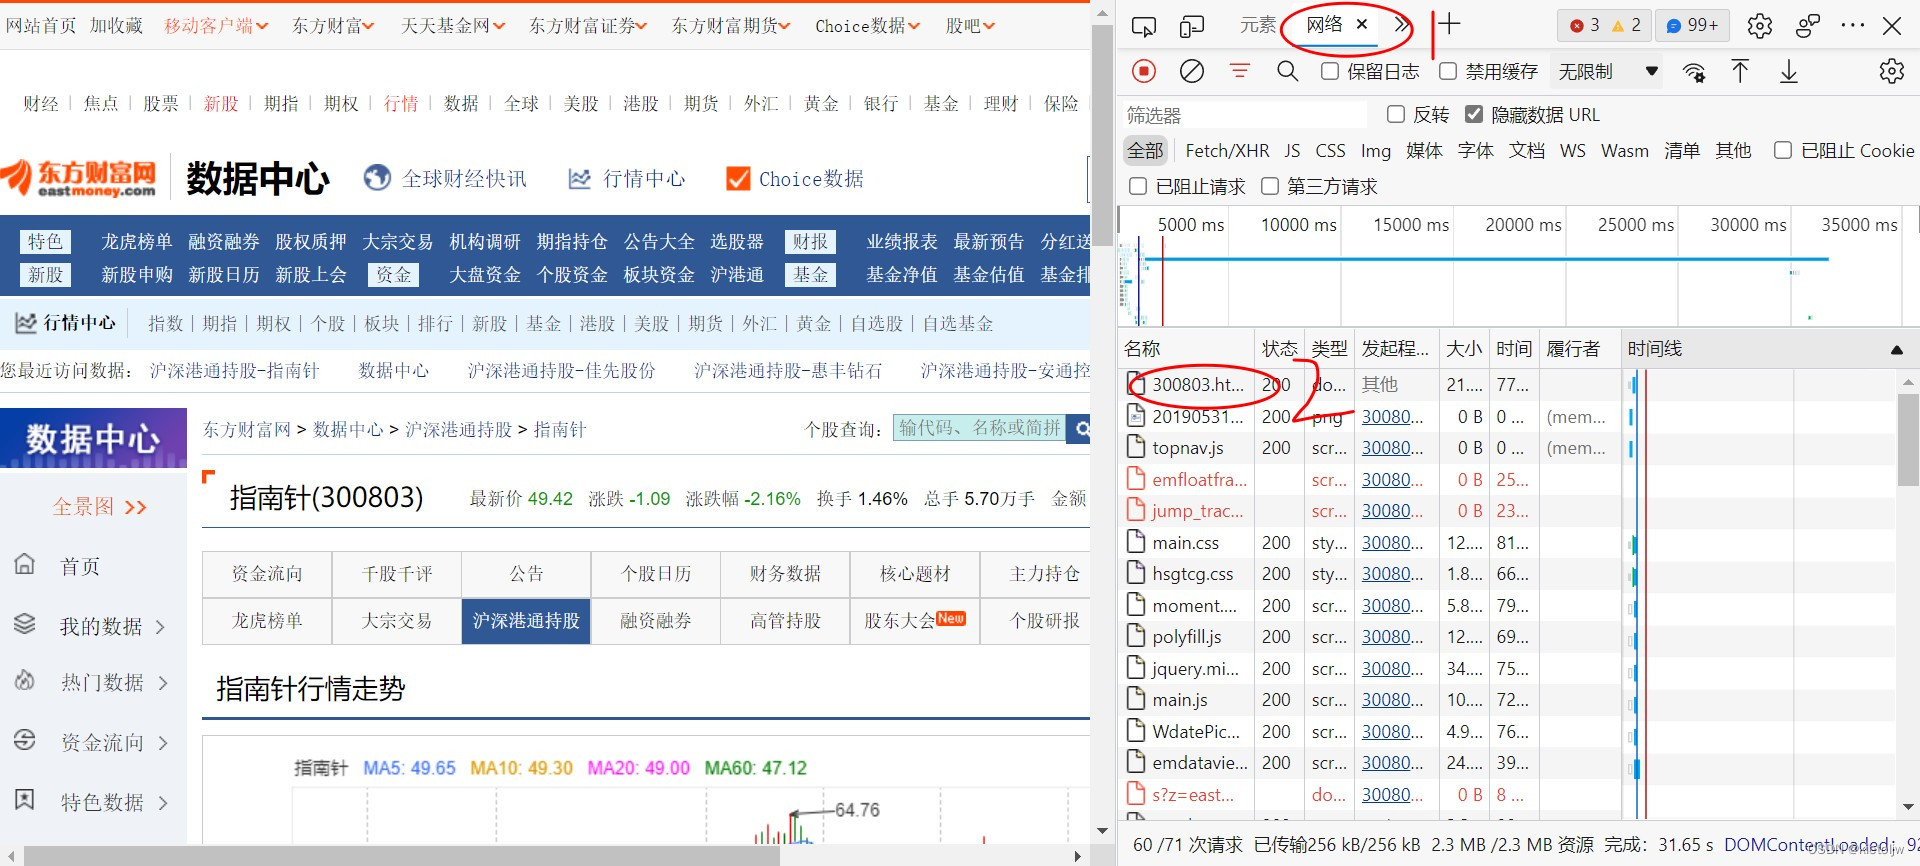 网站首页 加收藏 移动客户端 东方财富 天天基金网 东方财富证券 东方财富期货 Choice数据 股吧
财经 焦点 股票 新股 期指 期权 行情 数据 全球 美股 港股 期货 外汇 黄金 银行 基金 理财 保险
东方财富网 eastmoney.com 数据中心 全球财经快讯 行情中心 Choice数据
特色 龙虎榜单 融资融券 股权质押 大宗交易 机构调研 期指持仓 公告大全 选股器 财报 业绩报表 最新预告 分红送
新股 新股申购 新股日历 新股上会 资金 大盘资金 个股资金 板块资金 沪港通 基金 基金净值 基金估值 基金排
行情中心 指数 期指 期权 个股 板块 排行 新股 基金 港股 美股 期货 外汇 黄金 自选股 自选基金
您最近访问数据: 沪深港通持股-指南针 数据中心 沪深港通持股-佳先股份 沪深港通持股-惠丰钻石 沪深港通持股-安通控
数据中心
东方财富网 > 数据中心 > 沪深港通持股 > 指南针 个股查询: 输代码、名称或简拼
全景图 >>
首页
我的数据 >
热门数据 >
资金流向 >
特色数据 >
指南针(300803) 最新价 49.42 涨跌 -1.09 涨跌幅 -2.16% 换手 1.46% 总手 5.70万手 金额
资金流向 千股千评 公告 个股日历 财务数据 核心题材 主力持仓
龙虎榜单 大宗交易 沪深港通持股 融资融券 高管持股 股东大会 New 个股研报
指南针行情走势
指南针 MA5: 49.65 MA10: 49.30 MA20: 49.00 MA60: 47.12
64.76
元素 网络 × 1 3 2 99+
保留日志 禁用缓存 无限制
筛选器 反转 隐藏数据 URL
全部 Fetch/XHR JS CSS Img 媒体 字体 文档 WS Wasm 清单 其他 已阻止 Cookie
已阻止请求 第三方请求
5000 ms 10000 ms 15000 ms 20000 ms 25000 ms 30000 ms 35000 ms
名称 状态 类型 发起程... 大小 时间 履行者 时间线
300803.ht... 200 do... 其他 21.... 77...
2
20190531... 200 png 30080... 0 B 0 ... (mem...
topnav.js 200 scr... 30080... 0 B 0 ... (mem...
emfloatfra... scr... 30080... 0 B 25...
jump_trac... scr... 30080... 0 B 23...
main.css 200 sty... 30080... 12.... 81...
hsgtcg.css 200 sty... 30080... 1.8... 66...
moment.... 200 scr... 30080... 5.8... 79...
polyfill.js 200 scr... 30080... 12.... 69...
jquery.mi... 200 scr... 30080... 34.... 75...
main.js 200 scr... 30080... 10.... 72...
WdatePic... 200 scr... 30080... 4.9... 76...
emdatavie... 200 scr... 30080... 24.... 39...
s?z=east... do... 30080... 0 B 8 ...
60 /71 次请求 已传输256 kB/256 kB 2.3 MB /2.3 MB 资源 完成: 31.65 s DOMContentLoaded: 92